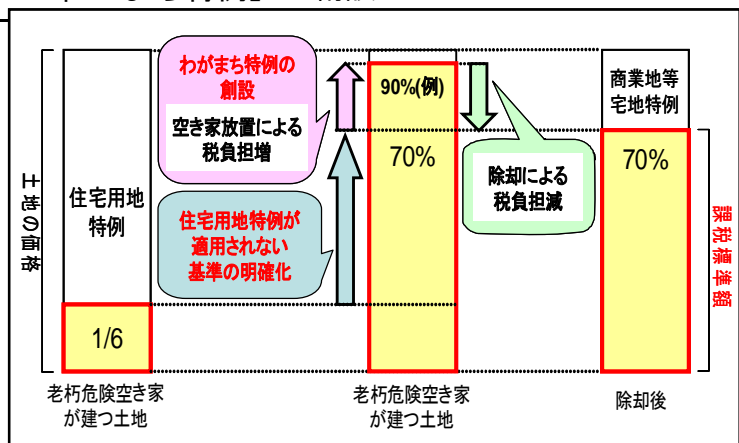 わがまち特例の
創設
空き家放置による
税負担増
90%(例)
商業地等
宅地特例
土地の価格
住宅用地
特例
70%
除却による
税負担減
70%
住宅用地特例が
適用されない
基準の明確化
課税標準額
1/6
老朽危険空き家
が建つ土地
老朽危険空き家
が建つ土地
除却後